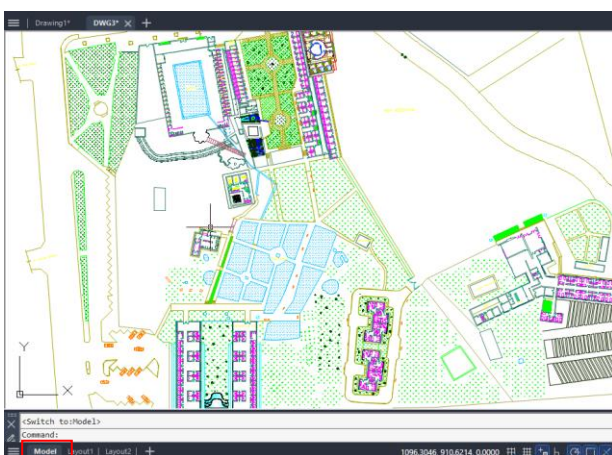 Drawing1*
DWG3*
Y
X
<Switch to:Model>
Command:
Model
Layout1
Layout2
1096.3046, 910.6214, 0.0000